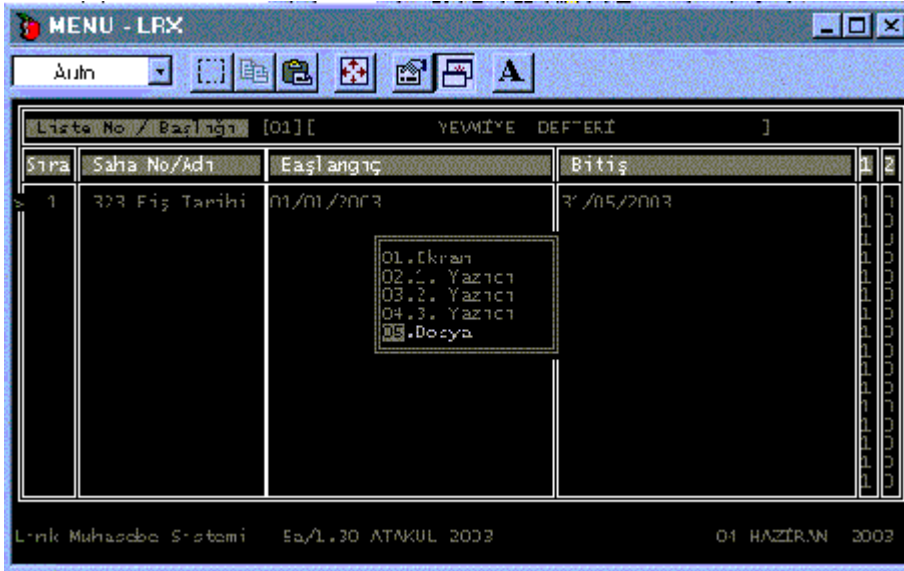 MENU - LRX
Auto
A
Liste No / Başlığı [01][ YEVMİYE DEFTERİ ]
Sıra Saha No/Adı Başlangıç Bitiş 1 2
> 1 323 Fiş Tarihi 01/01/2003 31/05/2003
01.Ekran
02.1. Yazıcı
03.2. Yazıcı
04.3. Yazıcı
05.Dosya
Link Muhasebe Sistemi 5a/1.30 ATAKUL 2003 04 HAZİRAN 2003